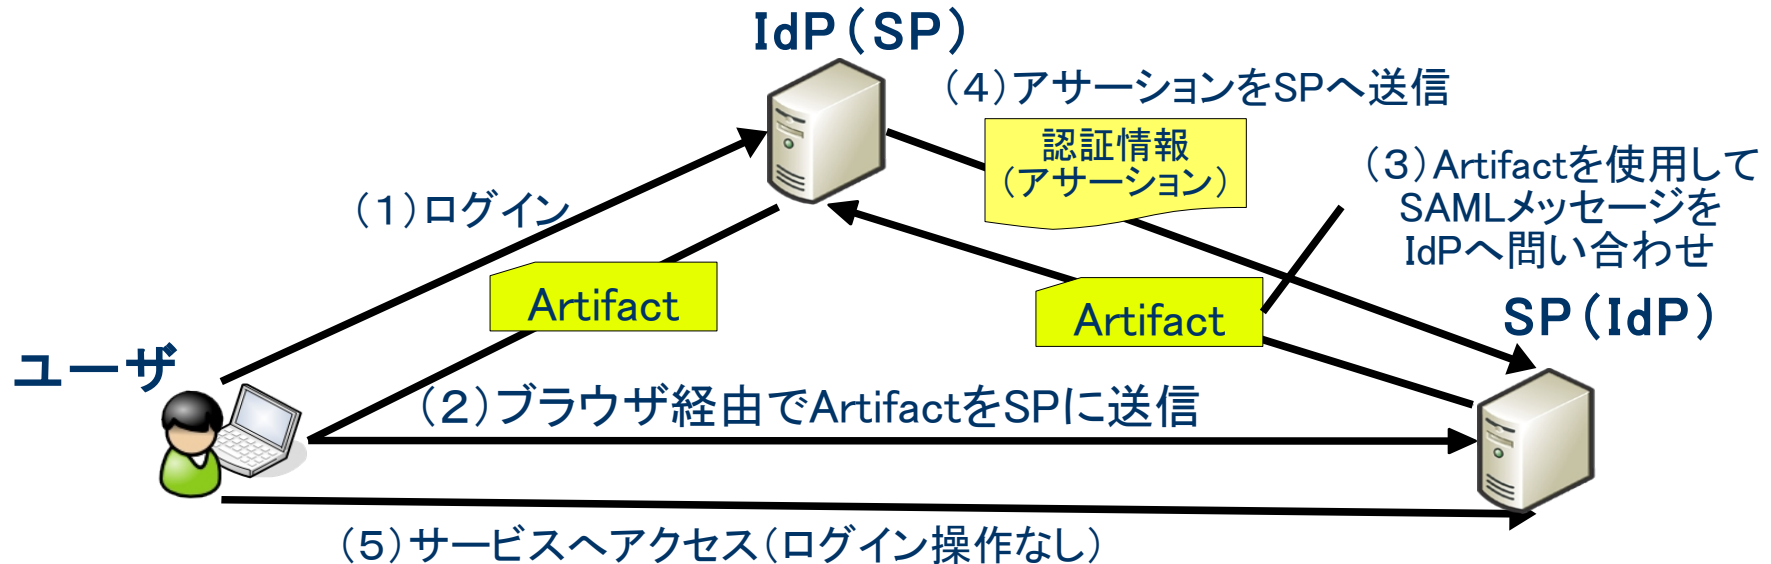 IdP(SP)
(4)アサーションをSPへ送信
認証情報
(アサーション)
(3)Artifactを使用して
SAMLメッセージを
IdPへ問い合わせ
(1)ログイン
Artifact
Artifact
SP(IdP)
ユーザ
(2)ブラウザ経由でArtifactをSPに送信
(5)サービスへアクセス(ログイン操作なし)